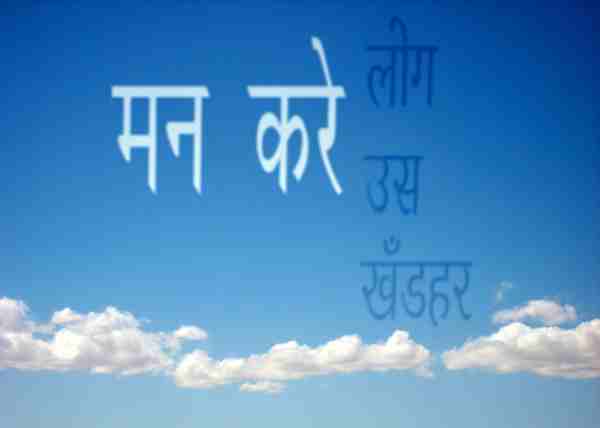 मन करे
लोग
उस
खँडहर